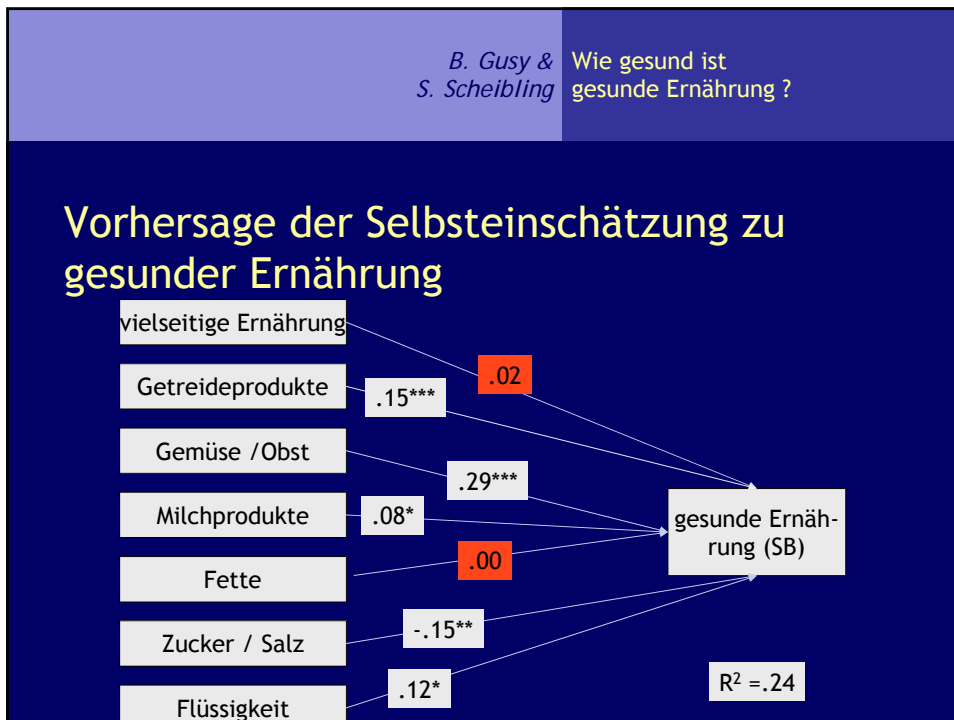 B. Gusy &
S. Scheibling
Wie gesund ist
gesunde Ernährung ?
Vorhersage der Selbsteinschätzung zu
gesunder Ernährung
vielseitige Ernährung
.02
Getreideprodukte
.15***
Gemüse /Obst
.29***
Milchprodukte
.08*
gesunde Ernäh-
rung (SB)
Fette
.00
Zucker / Salz
-.15**
Flüssigkeit
.12*
R² =.24